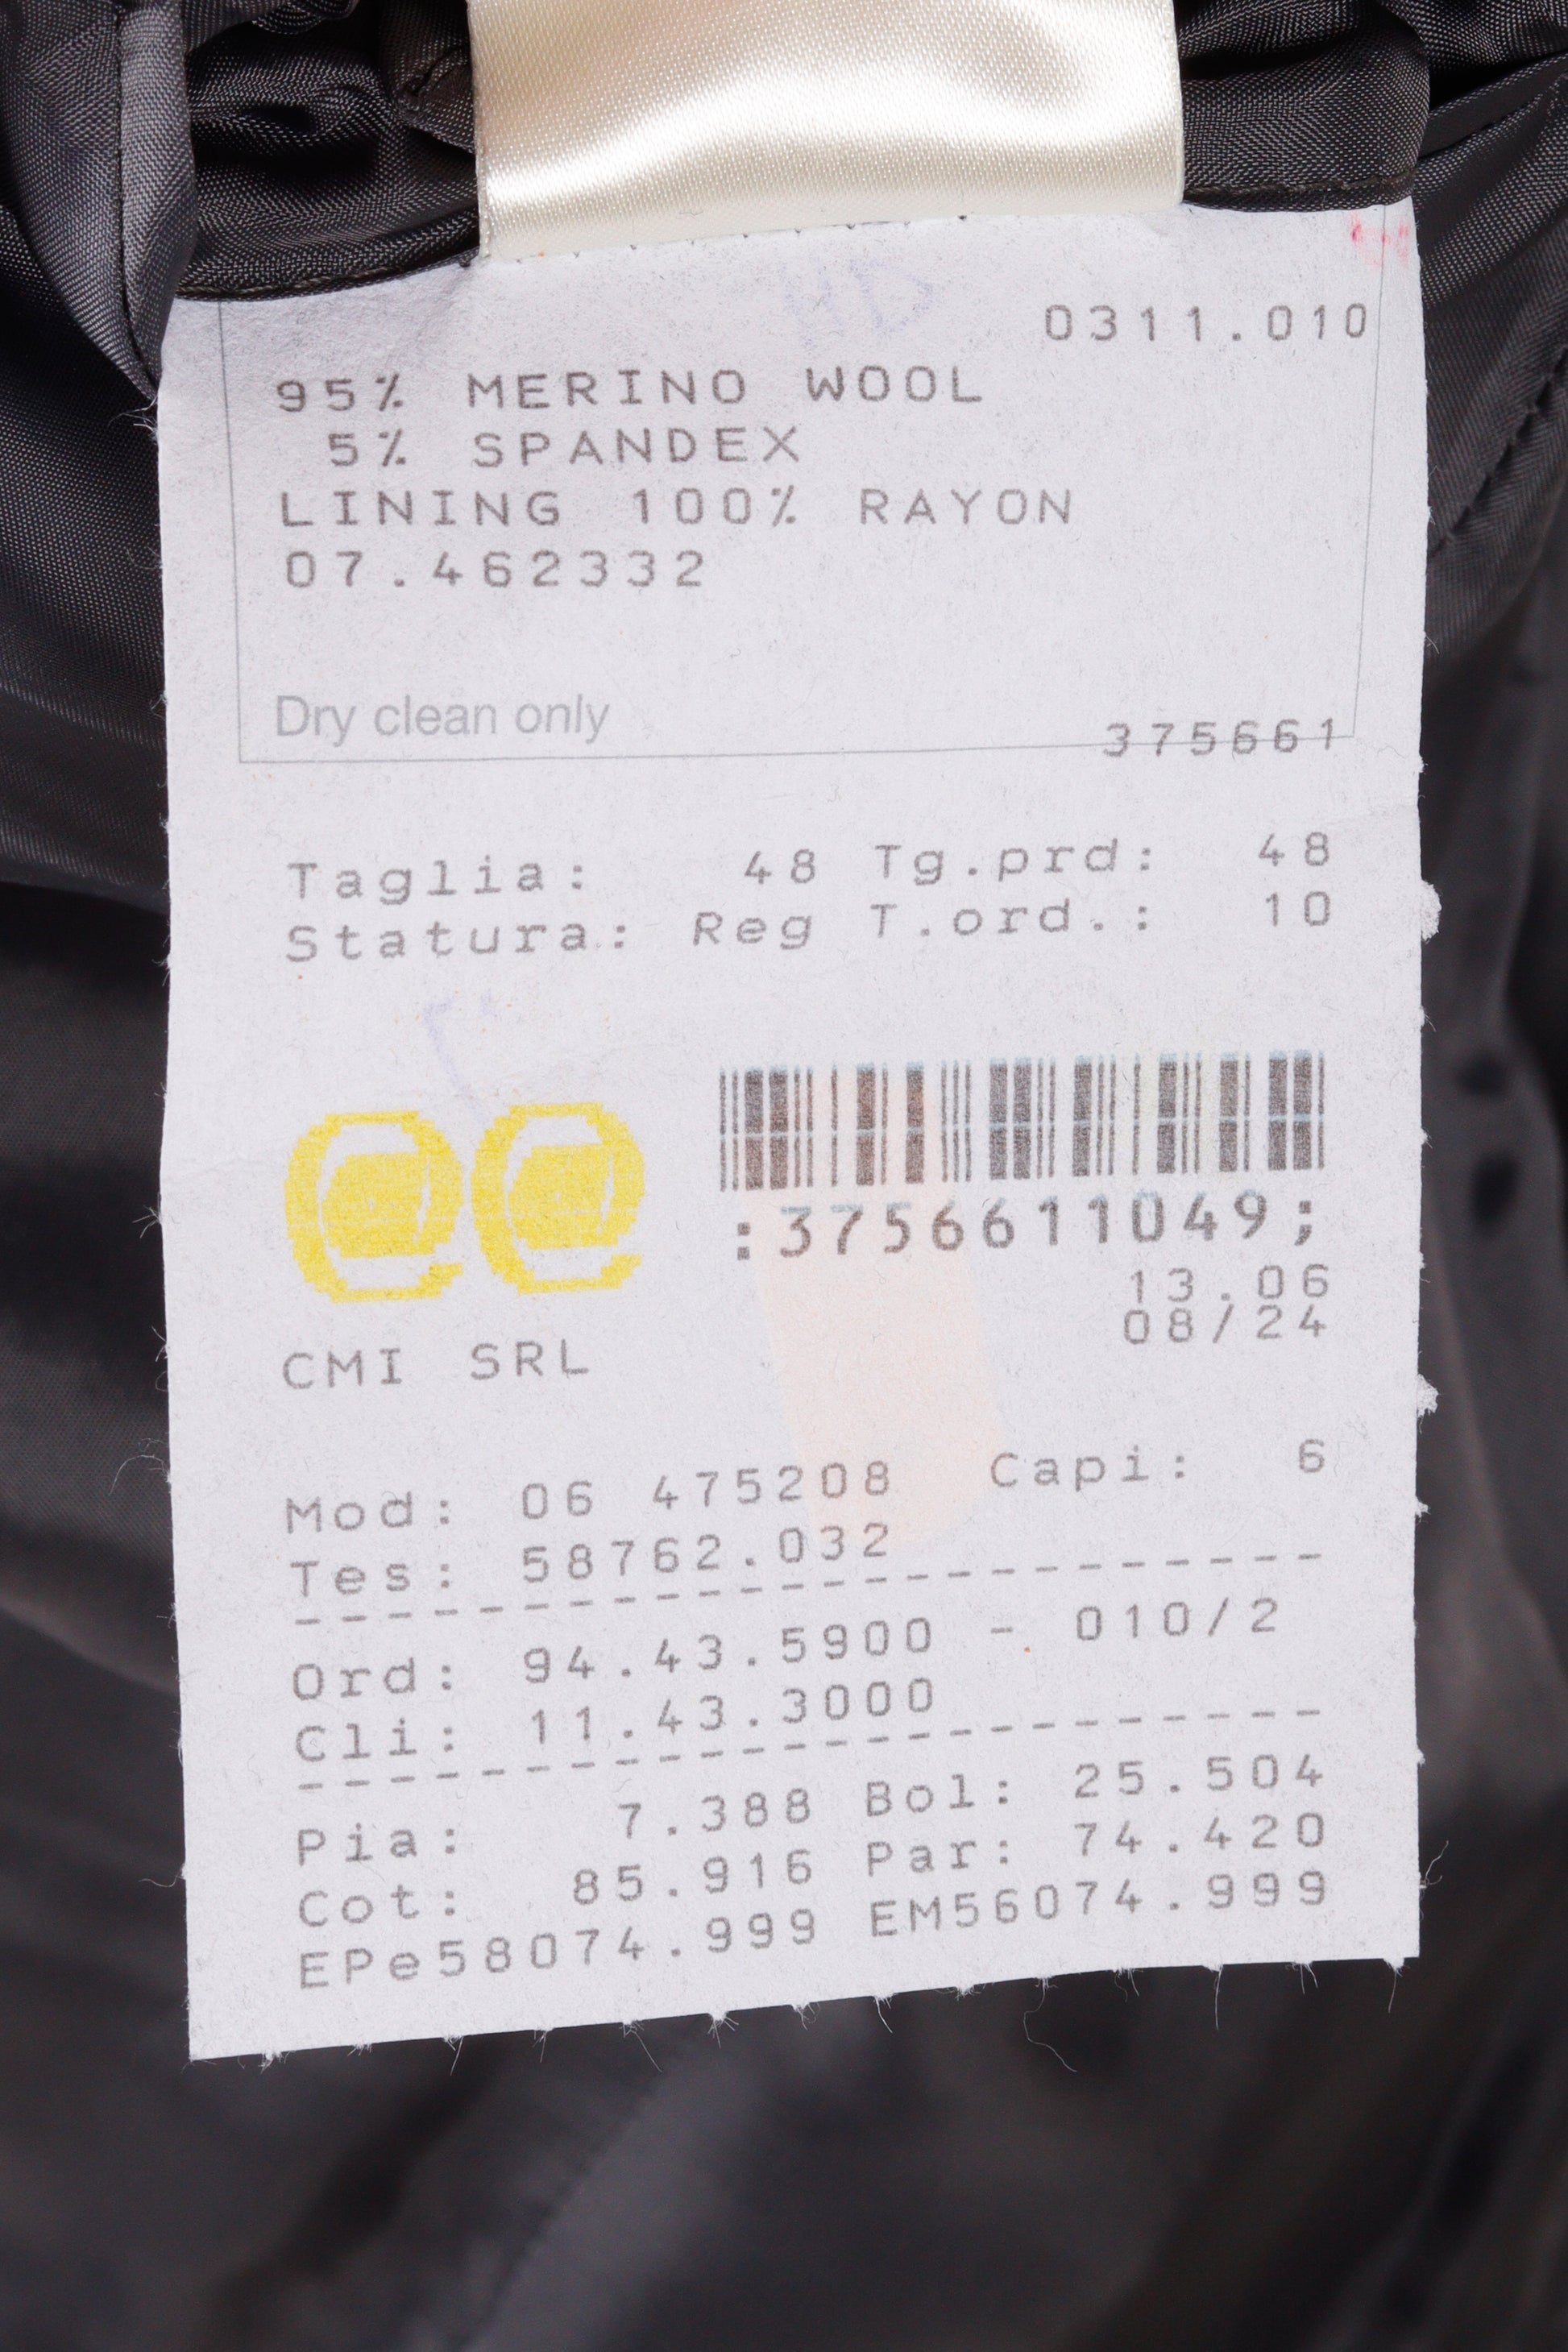 0311.010
95% MERINO WOOL
5% SPANDEX
LINING 100% RAYON
07.462332
Dry clean only
375661
Taglia: 48 Tg.prd: 48
Statura: Reg T.ord.: 10
@@
:3756611049;
13.06
08/24
CMI SRL
Mod: 06 475208 Capi: 6
Tes: 58762.032
Ord: 94.43.5900 - 010/2
Cli: 11.43.3000
Pia: 7.388 Bol: 25.504
Cot: 85.916 Par: 74.420
EPe58074.999 EM56074.999